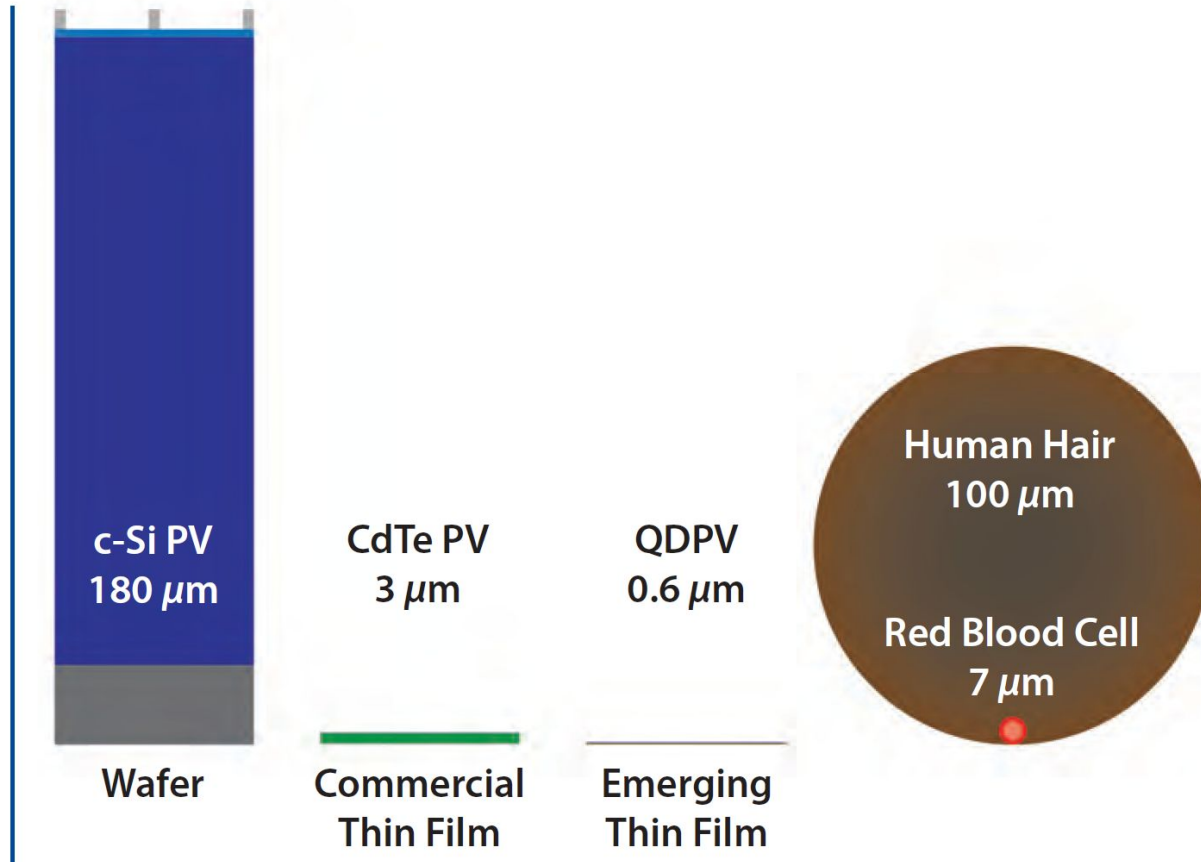 c-Si PV
180 μm
Wafer
CdTe PV
3 μm
Commercial
Thin Film
QDPV
0.6 μm
Emerging
Thin Film
Human Hair
100 μm
Red Blood Cell
7 μm